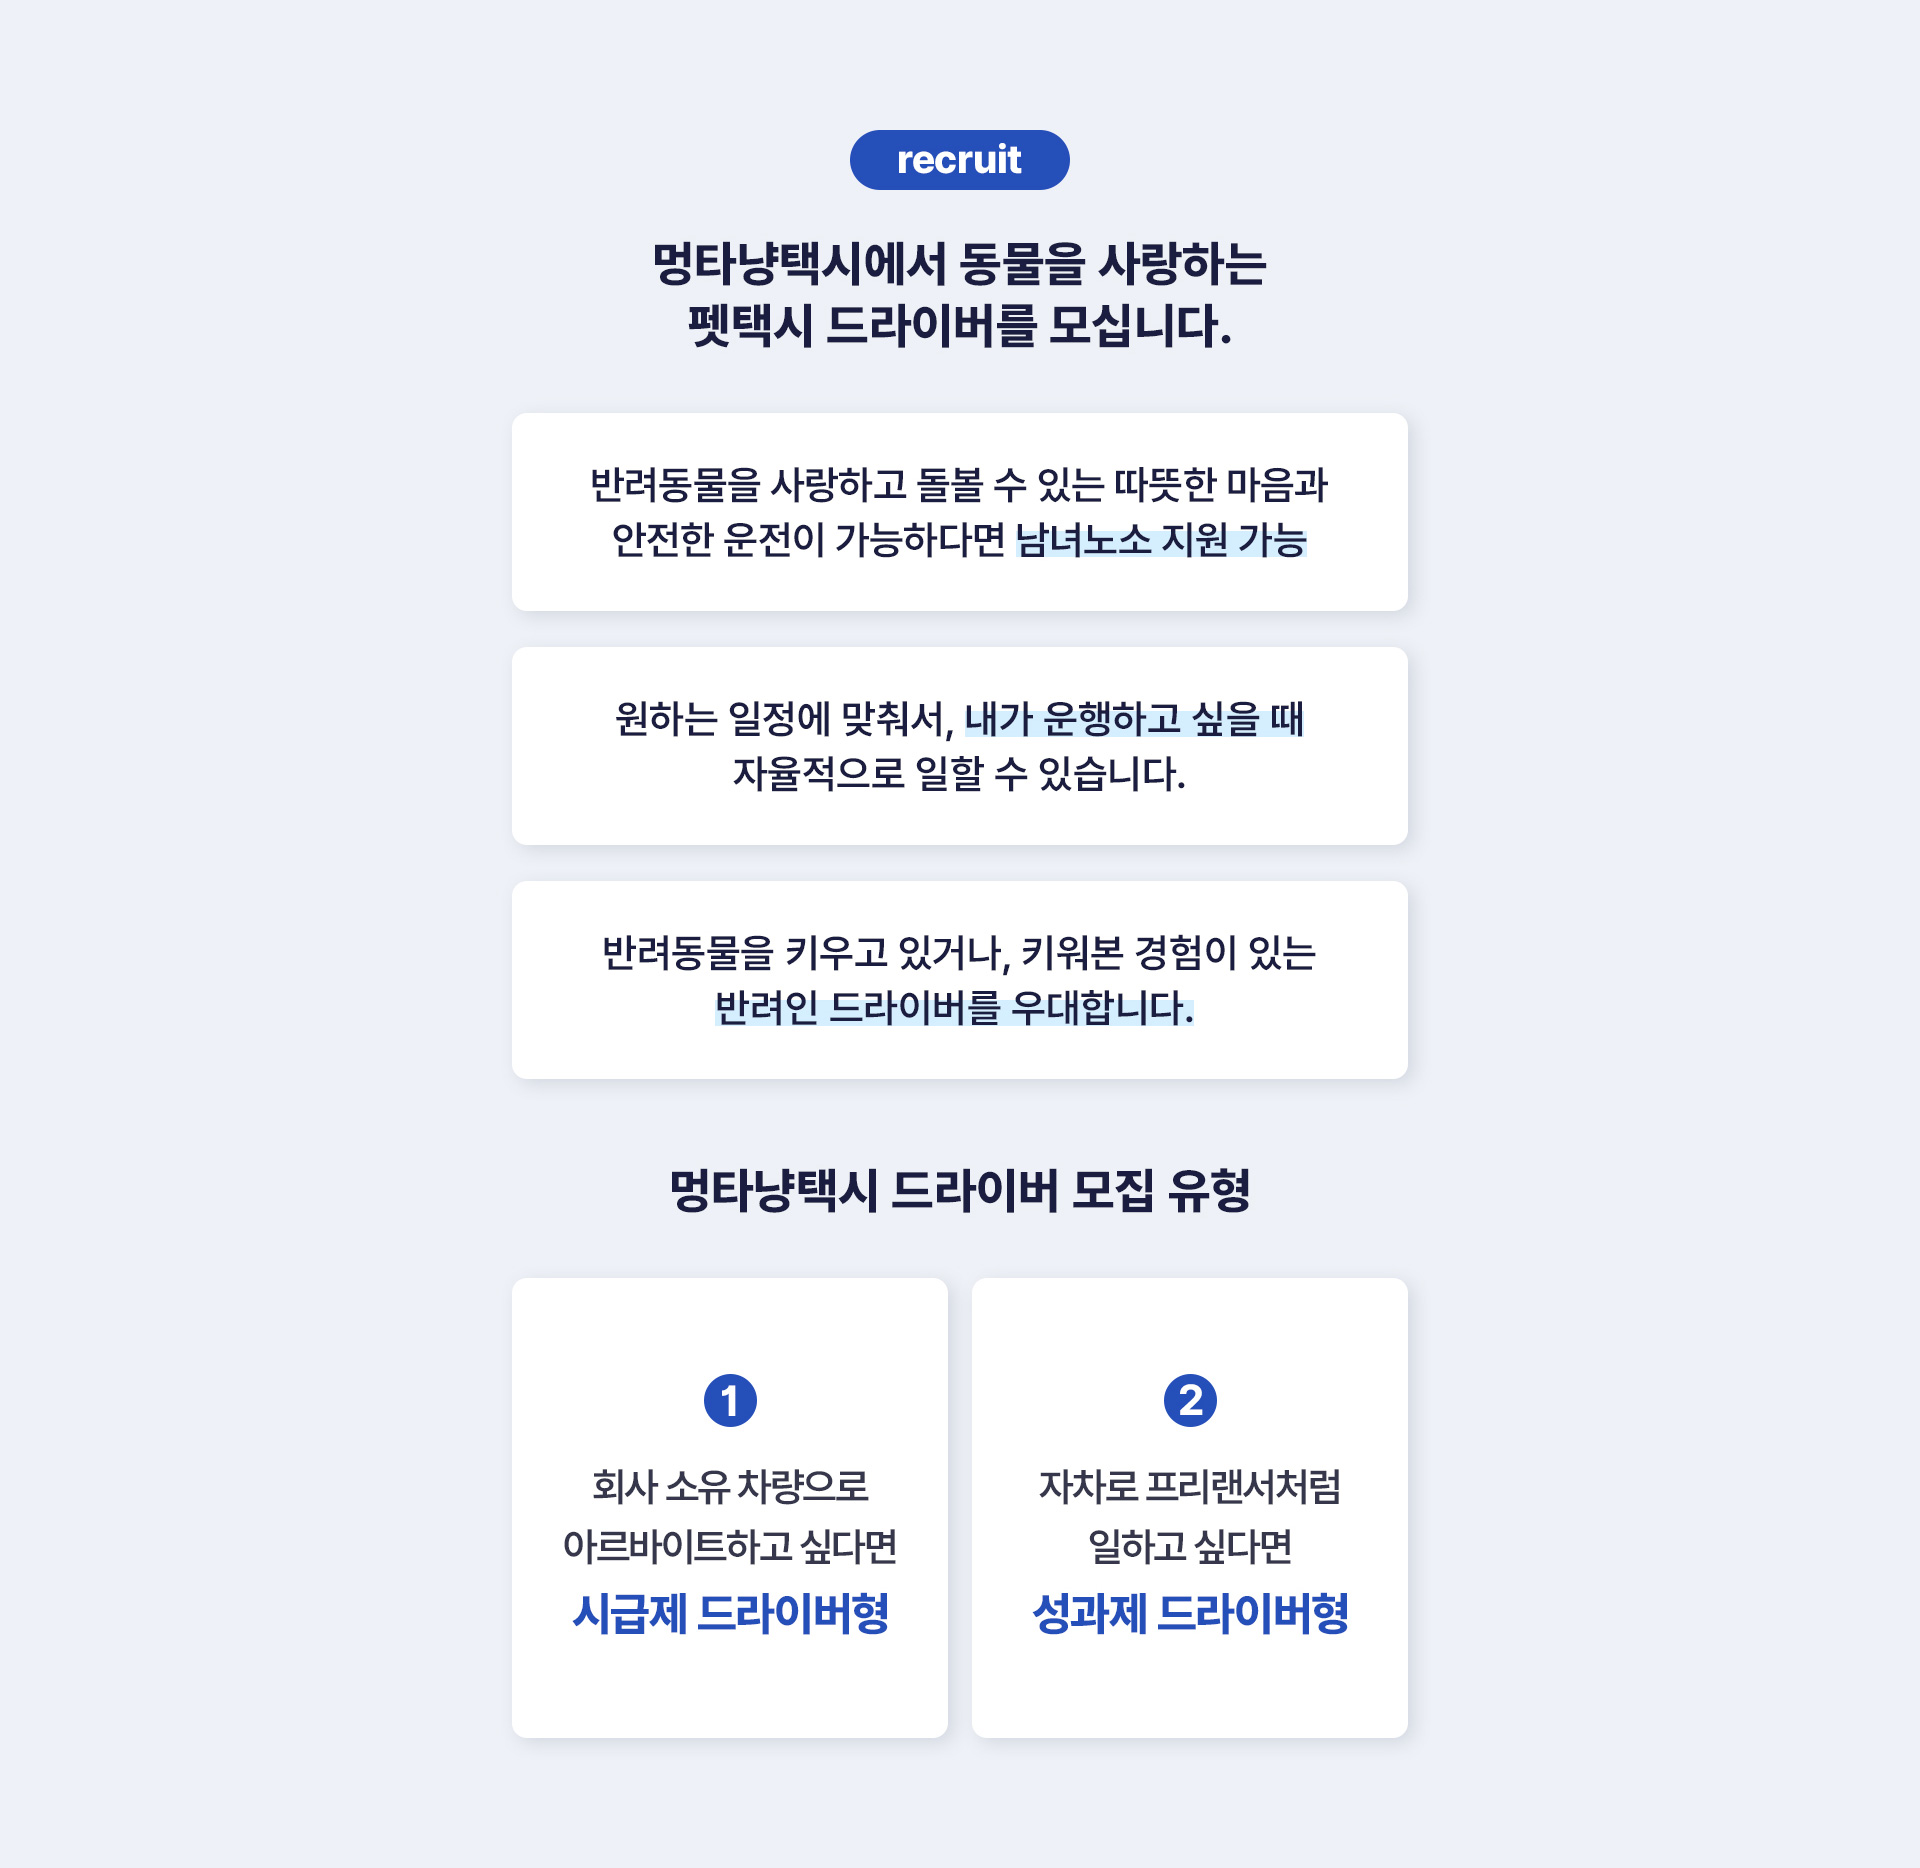 recruit
멍타냥택시에서 동물을 사랑하는
펫택시 드라이버를 모십니다.
반려동물을 사랑하고 돌볼 수 있는 따뜻한 마음과
안전한 운전이 가능하다면 남녀노소 지원 가능
원하는 일정에 맞춰서, 내가 운행하고 싶을 때
자율적으로 일할 수 있습니다.
반려동물을 키우고 있거나, 키워본 경험이 있는
반려인 드라이버를 우대합니다.
멍타냥택시 드라이버 모집 유형
1
회사 소유 차량으로
아르바이트하고 싶다면
시급제 드라이버형
2
자차로 프리랜서처럼
일하고 싶다면
성과제 드라이버형